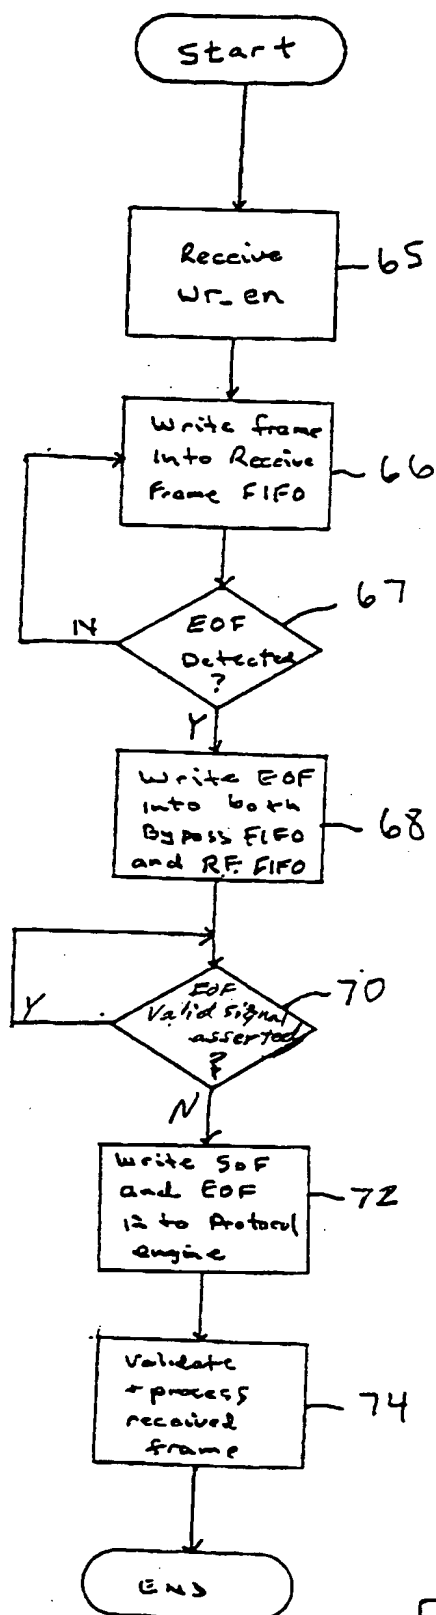 Start
Receive
Wr_en
65
Write frame
Into Receive
Frame FIFO
66
67
EOF
Detected
?
N
Y
Write EOF
into both
Bypass FIFO
and R.F. FIFO
68
70
EOF
Valid signal
asserted
?
Y
N
Write SOF
and EOF
in to Protocol
engine
72
Validate
+ process
received
frame
74
END